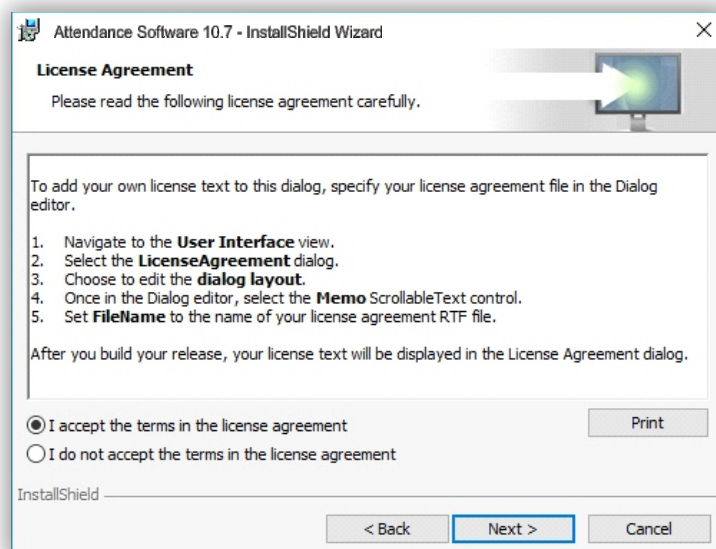 Attendance Software 10.7 - InstallShield Wizard
License Agreement
Please read the following license agreement carefully.
To add your own license text to this dialog, specify your license agreement file in the Dialog
editor.
1. Navigate to the User Interface view.
2. Select the LicenseAgreement dialog.
3. Choose to edit the dialog layout.
4. Once in the Dialog editor, select the Memo ScrollableText control.
5. Set FileName to the name of your license agreement RTF file.
After you build your release, your license text will be displayed in the License Agreement dialog.
I accept the terms in the license agreement
Print
I do not accept the terms in the license agreement
InstallShield
< Back
Next >
Cancel